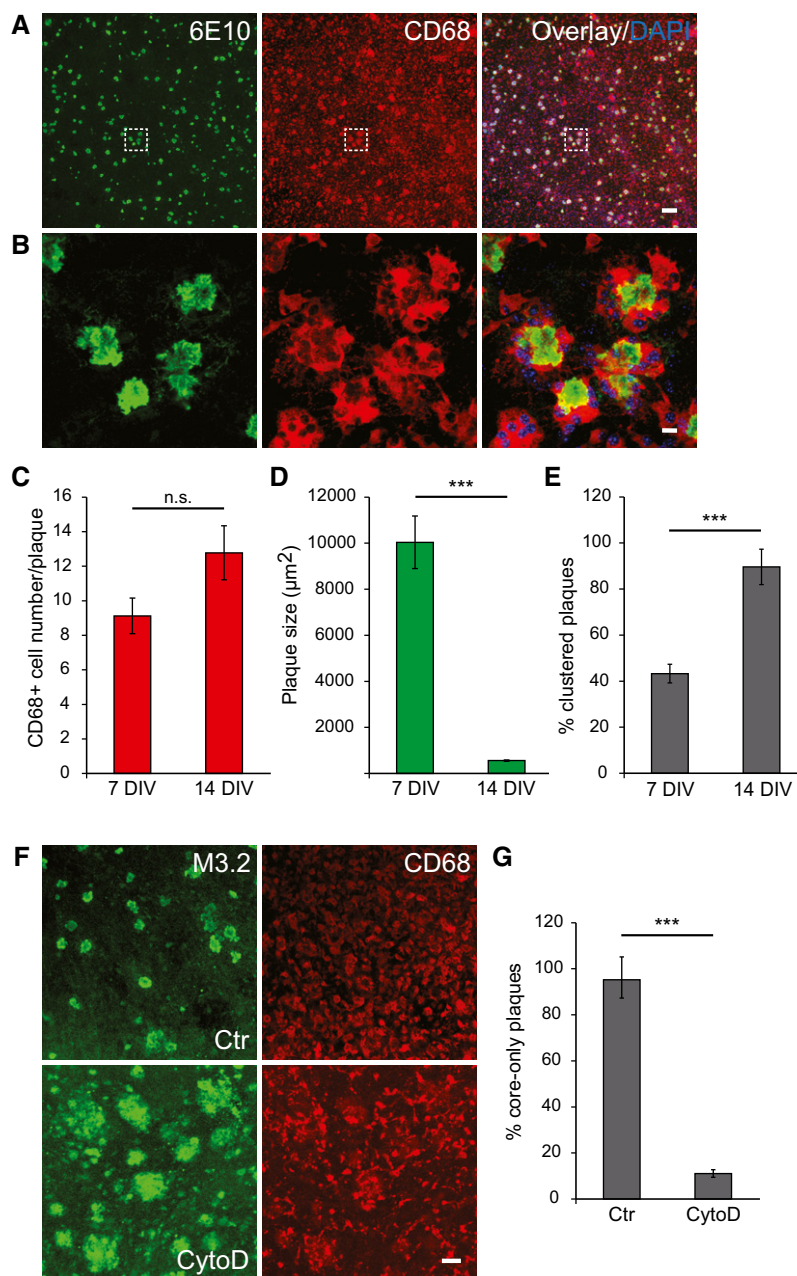 A
6E10
CD68
Overlay/DAPI
B
C
CD68+ cell number/plaque
16
14
12
10
8
6
4
2
0
n.s.
7 DIV
14 DIV
D
Plaque size (µm2)
12000
10000
8000
6000
4000
2000
***
7 DIV
14 DIV
E
% clustered plaques
120
100
80
60
40
20
0
***
7 DIV
14 DIV
F
M3.2
CD68
Ctr
CytoD
G
% core-only plaques
120
100
80
60
40
20
0
***
Ctr
CytoD